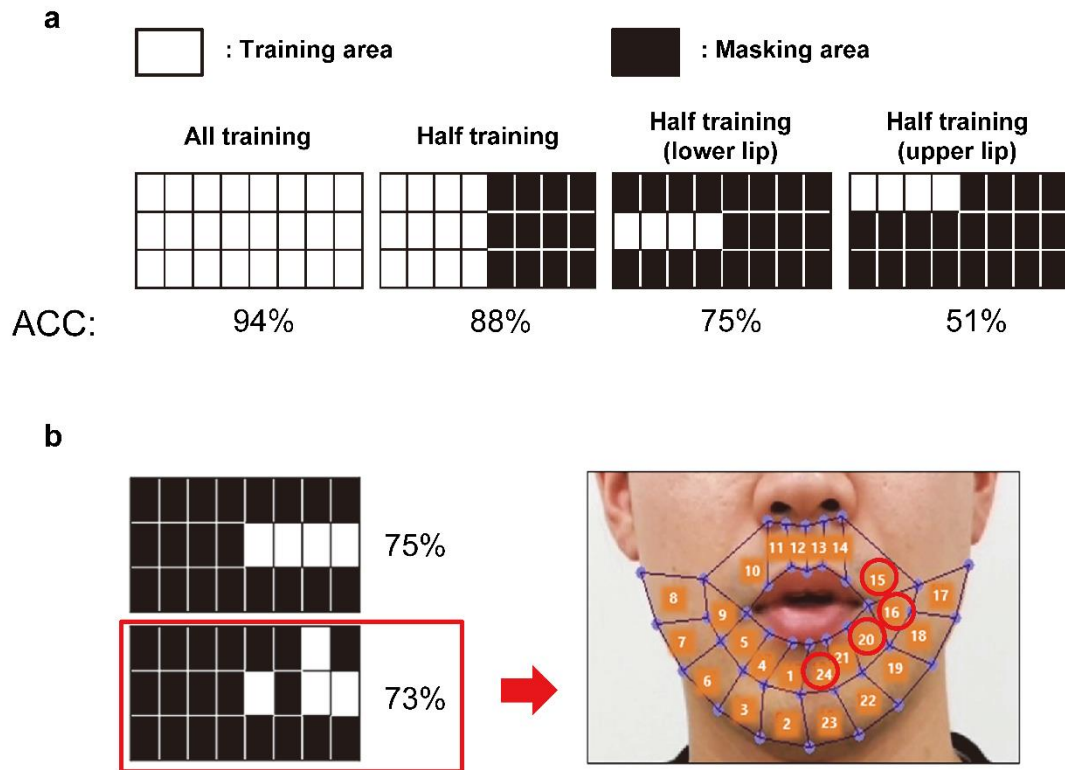 a
: Training area
: Masking area
All training
Half training
Half training
(lower lip)
Half training
(upper lip)
ACC:
94%
88%
75%
51%
b
75%
73%
11 12 13 14
10
15
8
16
17
9
7
5
20
18
4
21
6
1
24
19
3
22
2
23